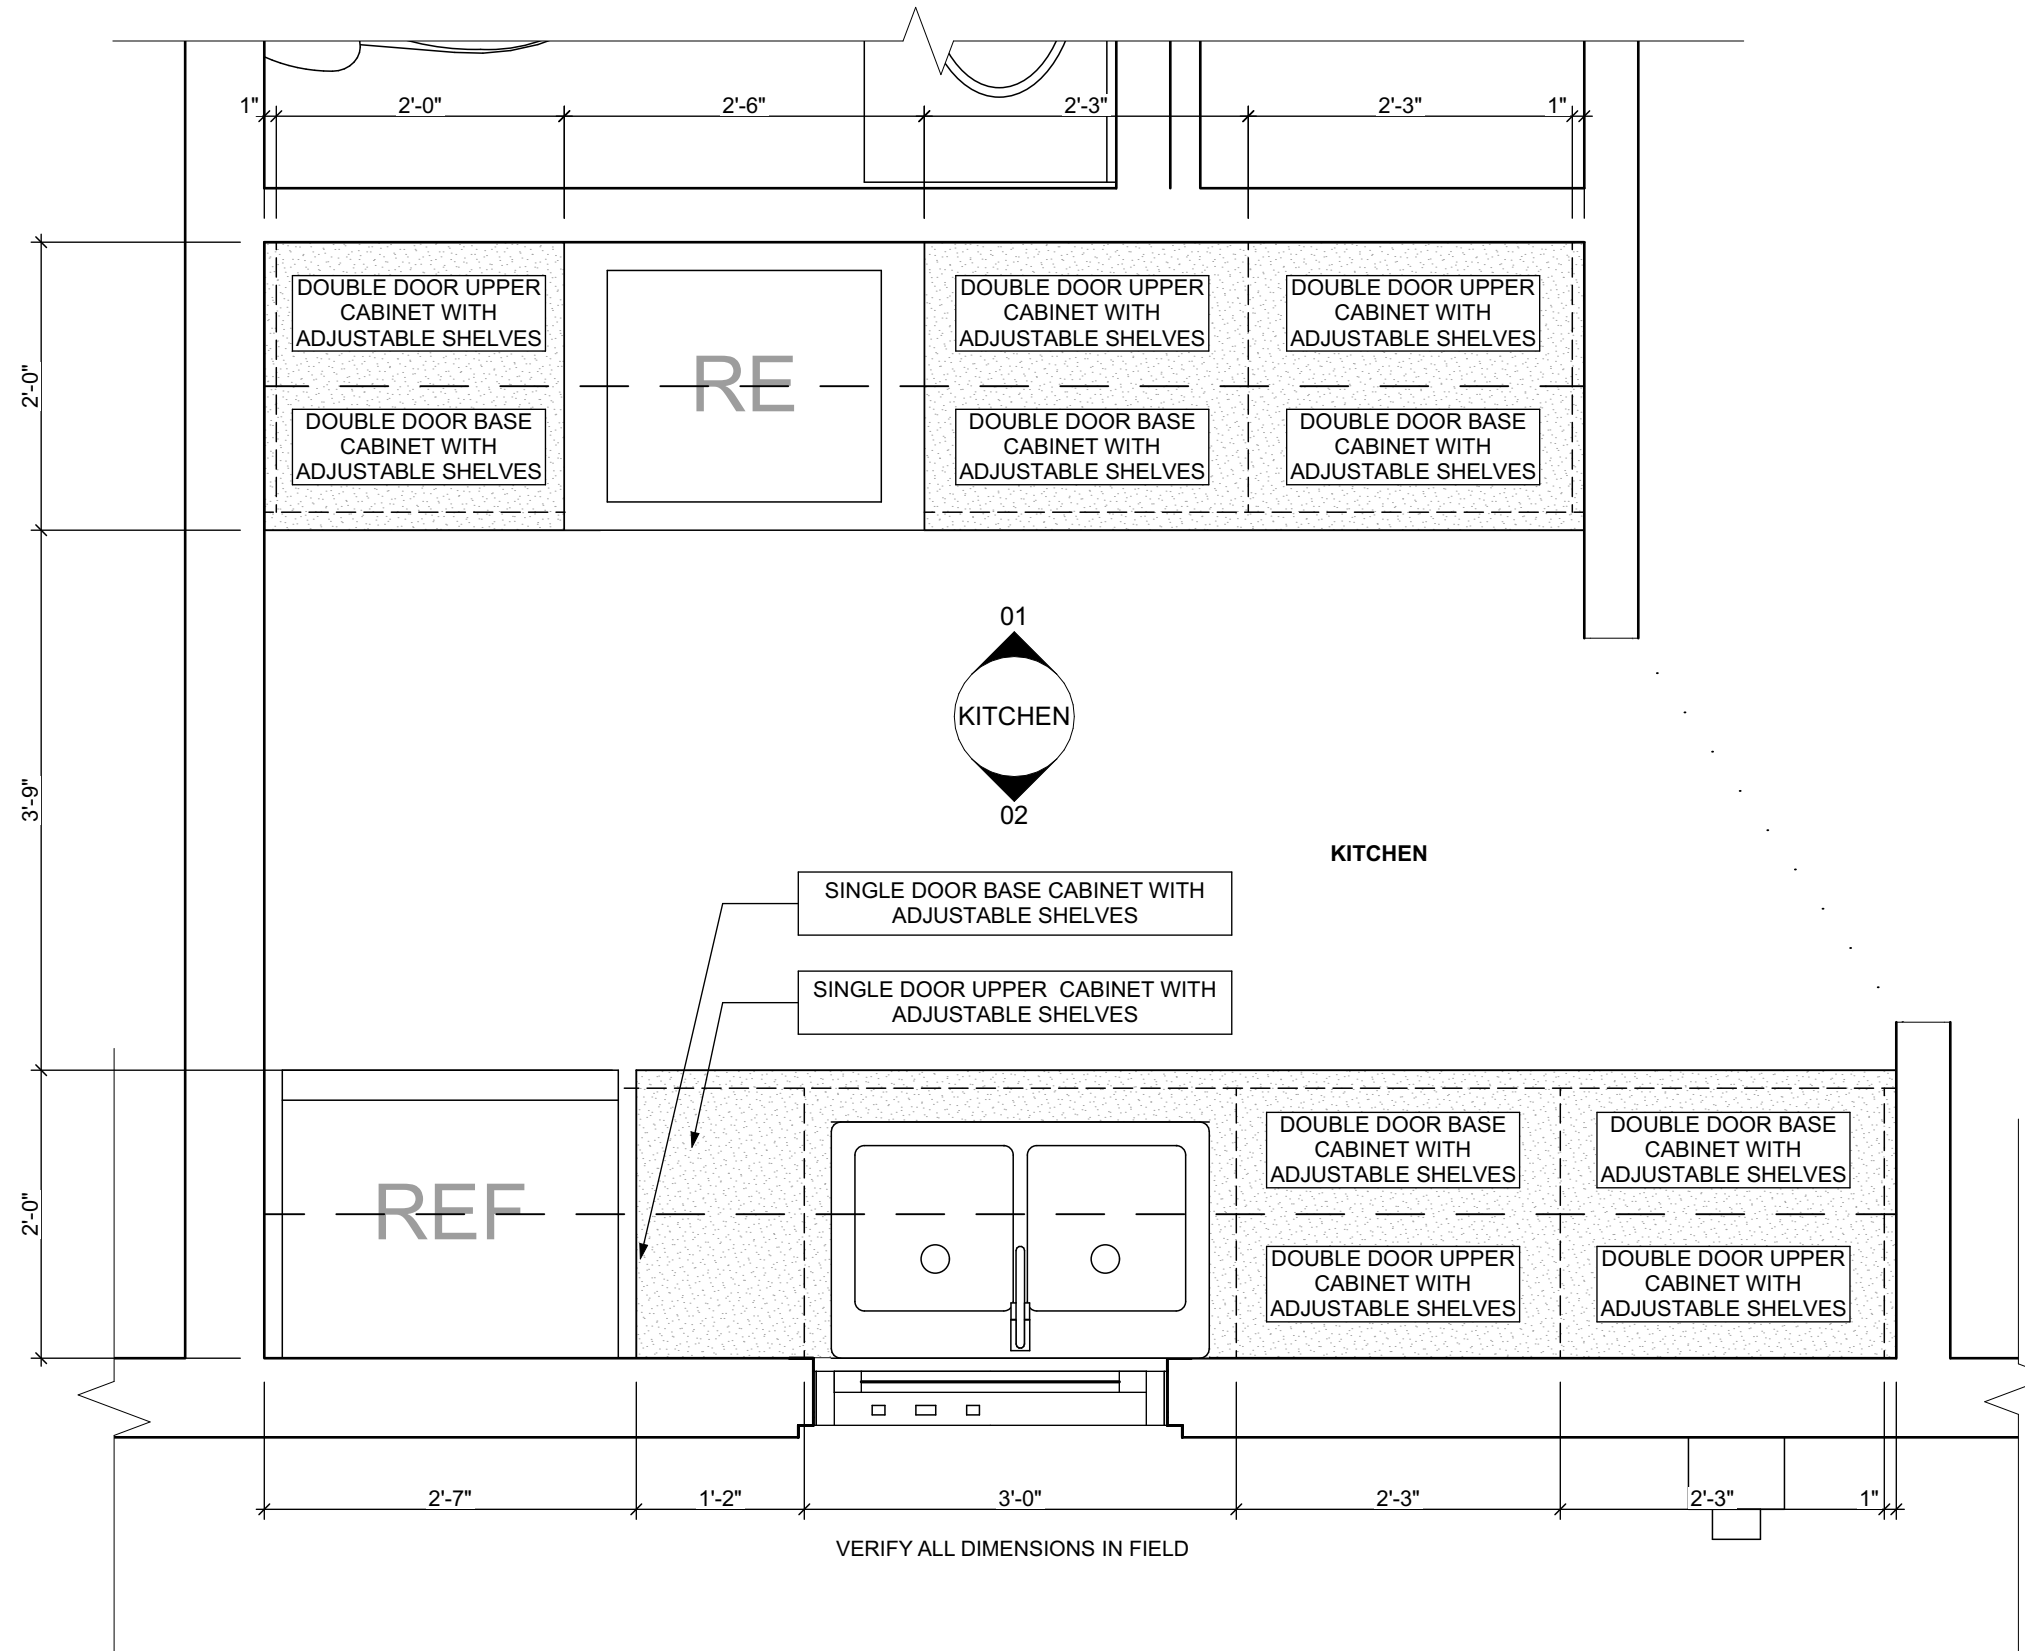 1"
2'-0"
2'-6"
2'-3"
2'-3"
1"
DOUBLE DOOR UPPER
CABINET WITH
ADJUSTABLE SHELVES
DOUBLE DOOR UPPER
CABINET WITH
ADJUSTABLE SHELVES
DOUBLE DOOR UPPER
CABINET WITH
ADJUSTABLE SHELVES
2'-0"
RE
DOUBLE DOOR BASE
CABINET WITH
ADJUSTABLE SHELVES
DOUBLE DOOR BASE
CABINET WITH
ADJUSTABLE SHELVES
DOUBLE DOOR BASE
CABINET WITH
ADJUSTABLE SHELVES
01
KITCHEN
02
3'-9"
KITCHEN
SINGLE DOOR BASE CABINET WITH
ADJUSTABLE SHELVES
SINGLE DOOR UPPER CABINET WITH
ADJUSTABLE SHELVES
DOUBLE DOOR BASE
CABINET WITH
ADJUSTABLE SHELVES
DOUBLE DOOR BASE
CABINET WITH
ADJUSTABLE SHELVES
2'-0"
REF
DOUBLE DOOR UPPER
CABINET WITH
ADJUSTABLE SHELVES
DOUBLE DOOR UPPER
CABINET WITH
ADJUSTABLE SHELVES
2'-7"
1'-2"
3'-0"
2'-3"
2'-3"
1"
VERIFY ALL DIMENSIONS IN FIELD